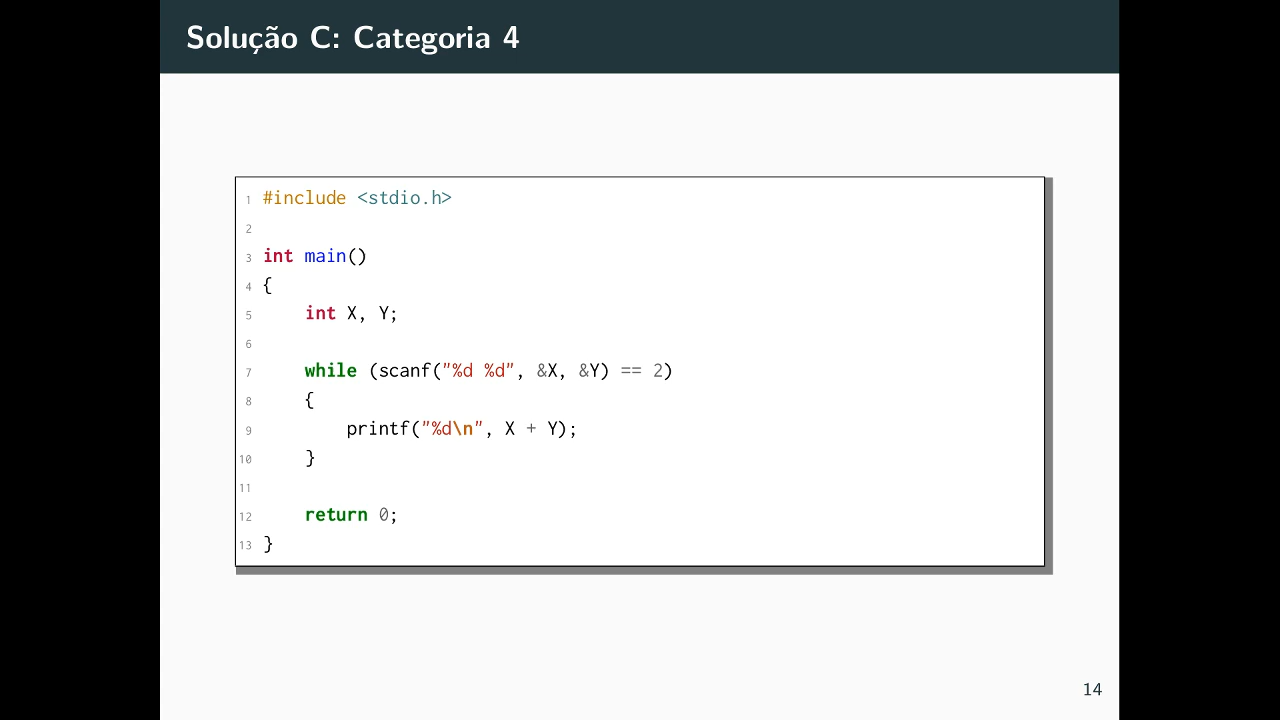 Solução C: Categoria 4
1 #include <stdio.h>
2
3 int main()
4 {
5     int X, Y;
6
7     while (scanf("%d %d", &X, &Y) == 2)
8     {
9         printf("%d\n", X + Y);
10     }
11
12     return 0;
13 }
14